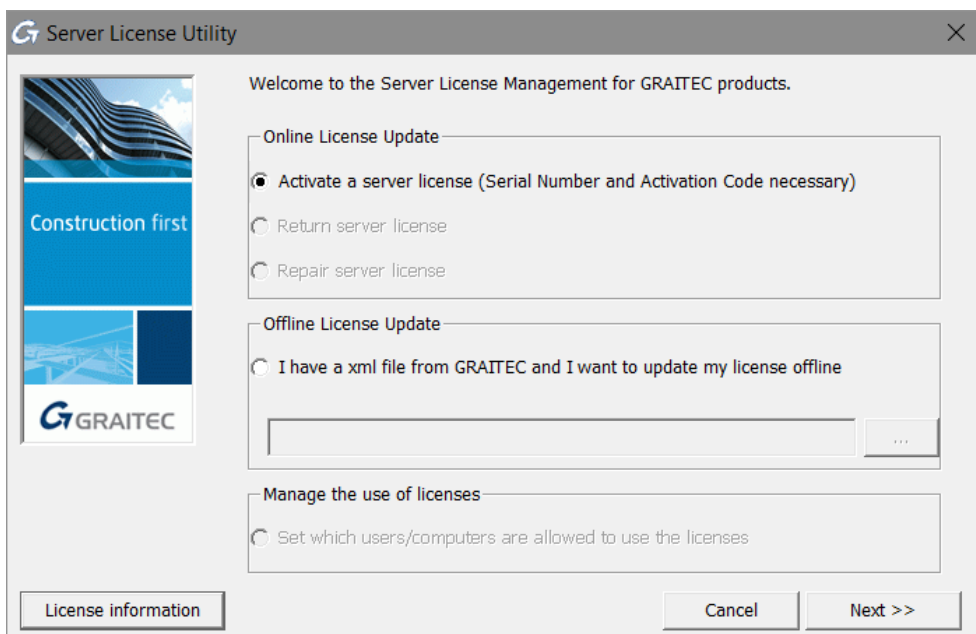 Server License Utility
Welcome to the Server License Management for GRAITEC products.
Online License Update
Activate a server license (Serial Number and Activation Code necessary)
Construction first
Return server license
Repair server license
Offline License Update
I have a xml file from GRAITEC and I want to update my license offline
GRAITEC
...
Manage the use of licenses
Set which users/computers are allowed to use the licenses
License information
Cancel
Next >>